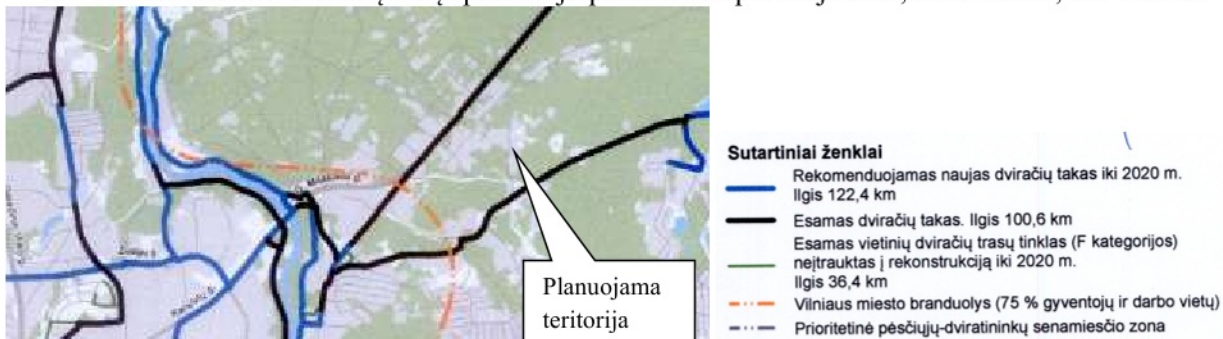 Planuojama
teritorija
Sutartiniai ženklai
Rekomenduojamas naujas dviračių takas iki 2020 m.
Ilgis 122,4 km
Esamas dviračių takas. Ilgis 100,6 km
Esamas vietinių dviračių trasų tinklas (F kategorijos)
neįtrauktas į rekonstrukciją iki 2020 m.
Ilgis 36,4 km
Vilniaus miesto branduolys (75 % gyventojų ir darbo vietų)
Prioritetinė pėsčiųjų-dviratininkų senamiesčio zona